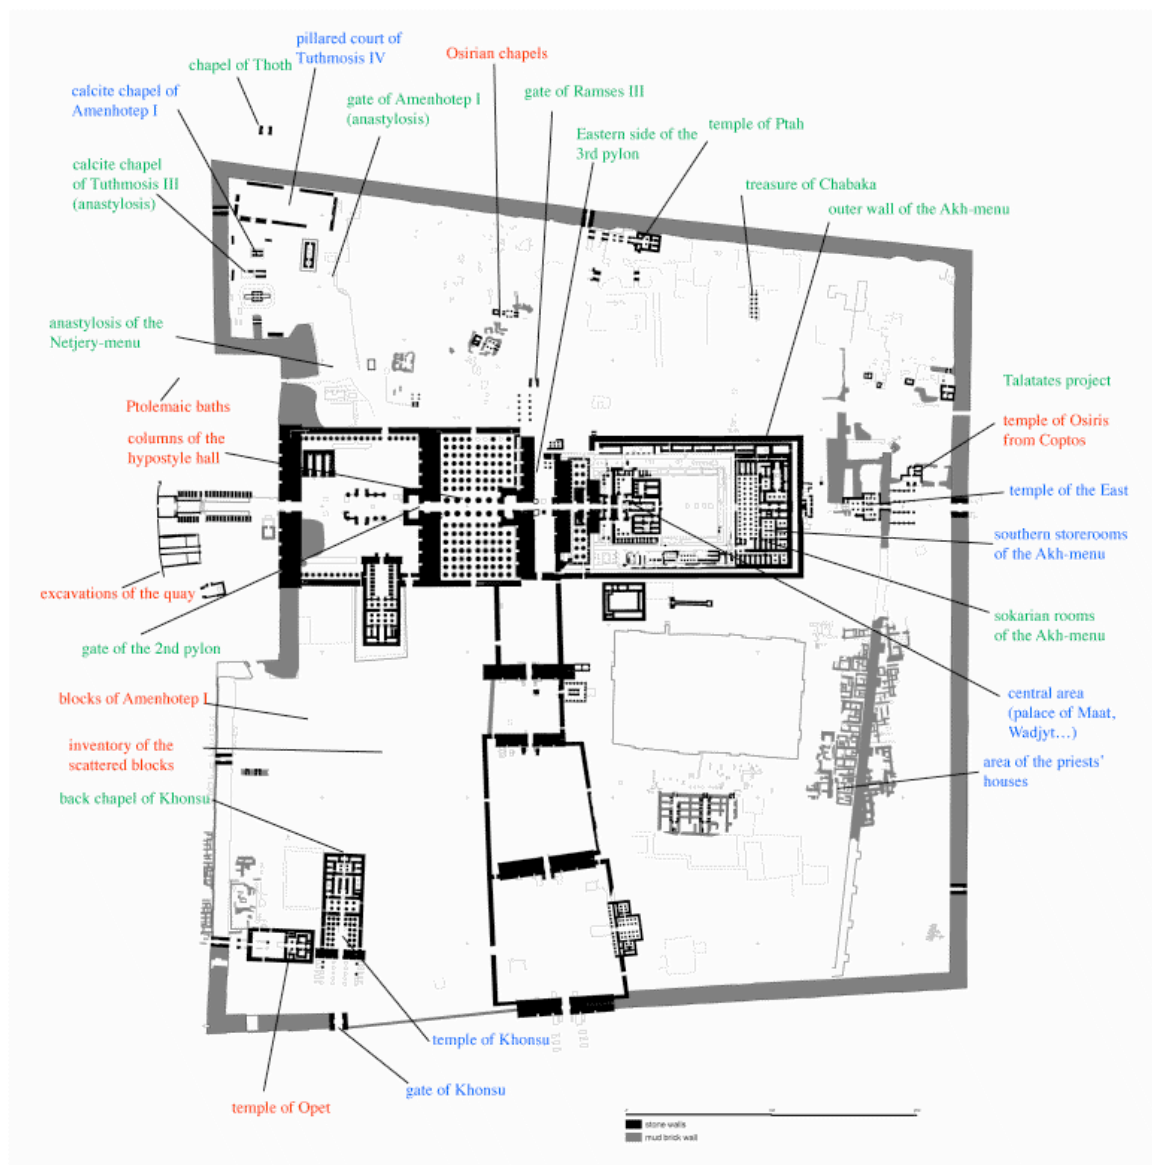 pillared court of
Tuthmosis IV
Osirian chapels
chapel of Thoth
calcite chapel of
Amenhotep I
gate of Amenhotep I
(anastylosis)
gate of Ramses III
Eastern side of the
3rd pylon
temple of Ptah
calcite chapel
of Tuthmosis III
(anastylosis)
treasure of Chabaka
outer wall of the Akh-menu
anastylosis of the
Netjery-menu
Talatates project
Ptolemaic baths
temple of Osiris
from Coptos
columns of the
hypostyle hall
temple of the East
southern storerooms
of the Akh-menu
excavations of the quay
sokarian rooms
of the Akh-menu
gate of the 2nd pylon
blocks of Amenhotep I
central area
(palace of Maat,
Wadjyt...)
inventory of the
scattered blocks
area of the priests'
houses
back chapel of Khonsu
temple of Khonsu
gate of Khonsu
temple of Opet
stone walls
mud brick wall